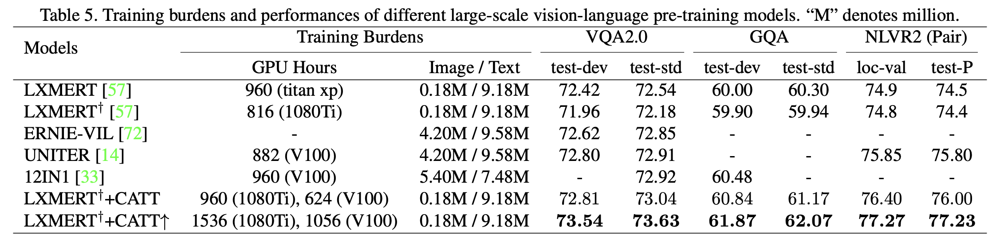 Table 5. Training burdens and performances of different large-scale vision-language pre-training models. “M” denotes million.
Models Training Burdens VQA2.0 GQA NLVR2 (Pair)
GPU Hours Image / Text test-dev test-std test-dev test-std loc-val test-P
LXMERT [57] 960 (titan xp) 0.18M / 9.18M 72.42 72.54 60.00 60.30 74.9 74.5
LXMERT† [57] 816 (1080Ti) 0.18M / 9.18M 71.96 72.18 59.90 59.94 74.8 74.4
ERNIE-VIL [72] - 4.20M / 9.58M 72.62 72.85 - - - -
UNITER [14] 882 (V100) 4.20M / 9.58M 72.80 72.91 - - 75.85 75.80
12IN1 [33] 960 (V100) 5.40M / 7.48M - 72.92 60.48 - - -
LXMERT†+CATT 960 (1080Ti), 624 (V100) 0.18M / 9.18M 72.81 73.04 60.84 61.17 76.40 76.00
LXMERT†+CATT↑ 1536 (1080Ti), 1056 (V100) 0.18M / 9.18M 73.54 73.63 61.87 62.07 77.27 77.23